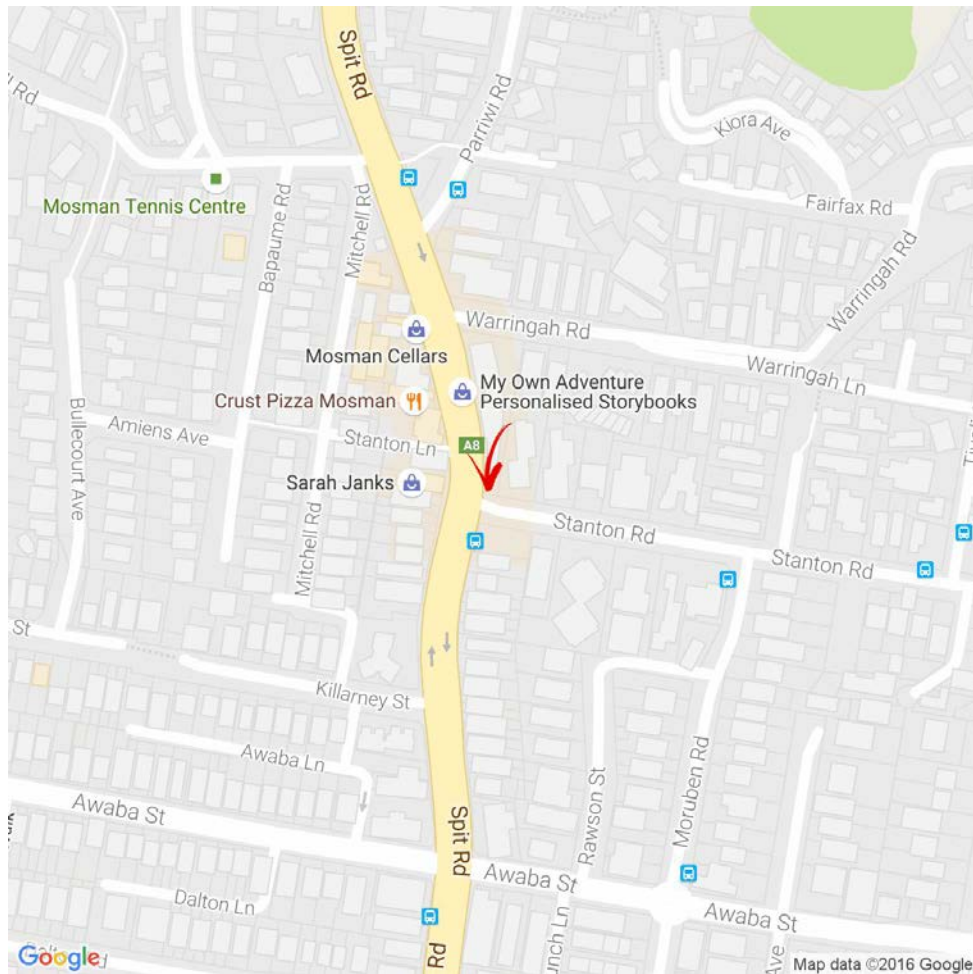 Spit Rd
Parriwi Rd
Kiora Ave
Rd
Mosman Tennis Centre
Bapaume Rd
Mitchell Rd
Fairfax Rd
Warringah Rd
Warringah Rd
Mosman Cellars
Warringah Ln
My Own Adventure
Personalised Storybooks
Crust Pizza Mosman
Bullecourt Ave
Amiens Ave
Stanton Ln
A8
Sarah Janks
Mitchell Rd
Stanton Rd
Stanton Rd
St
Killarney St
Awaba Ln
Awaba St
Spit Rd
Rawson St
Moruben Rd
Awaba St
Awaba St
Dalton Ln
Rd
Ave
Rd
Google
Map data ©2016 Google